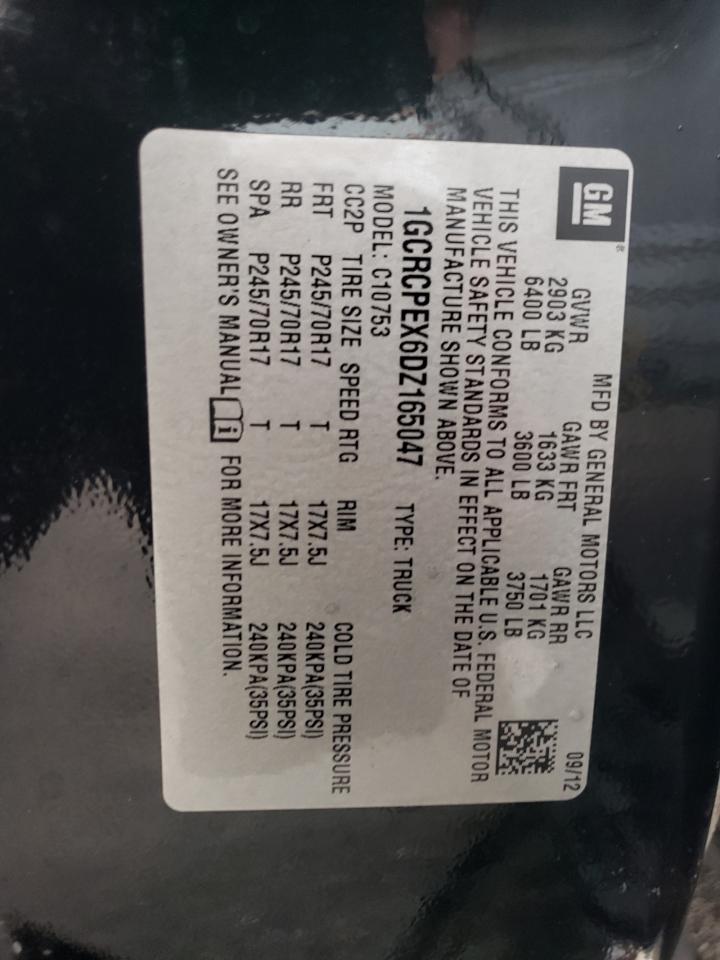 GM®
MFD BY GENERAL MOTORS LLC 09/12
GVWR GAWR FRT GAWR RR
2903 KG 1633 KG 1701 KG
6400 LB 3600 LB 3750 LB
THIS VEHICLE CONFORMS TO ALL APPLICABLE U.S. FEDERAL MOTOR
VEHICLE SAFETY STANDARDS IN EFFECT ON THE DATE OF
MANUFACTURE SHOWN ABOVE.
1GCRCPEX6DZ165047 TYPE: TRUCK
MODEL: C10753
CC2P TIRE SIZE SPEED RTG RIM COLD TIRE PRESSURE
FRT P245/70R17 T 17X7.5J 240KPA(35PSI)
RR P245/70R17 T 17X7.5J 240KPA(35PSI)
SPA P245/70R17 T 17X7.5J 240KPA(35PSI)
SEE OWNER'S MANUAL i FOR MORE INFORMATION.